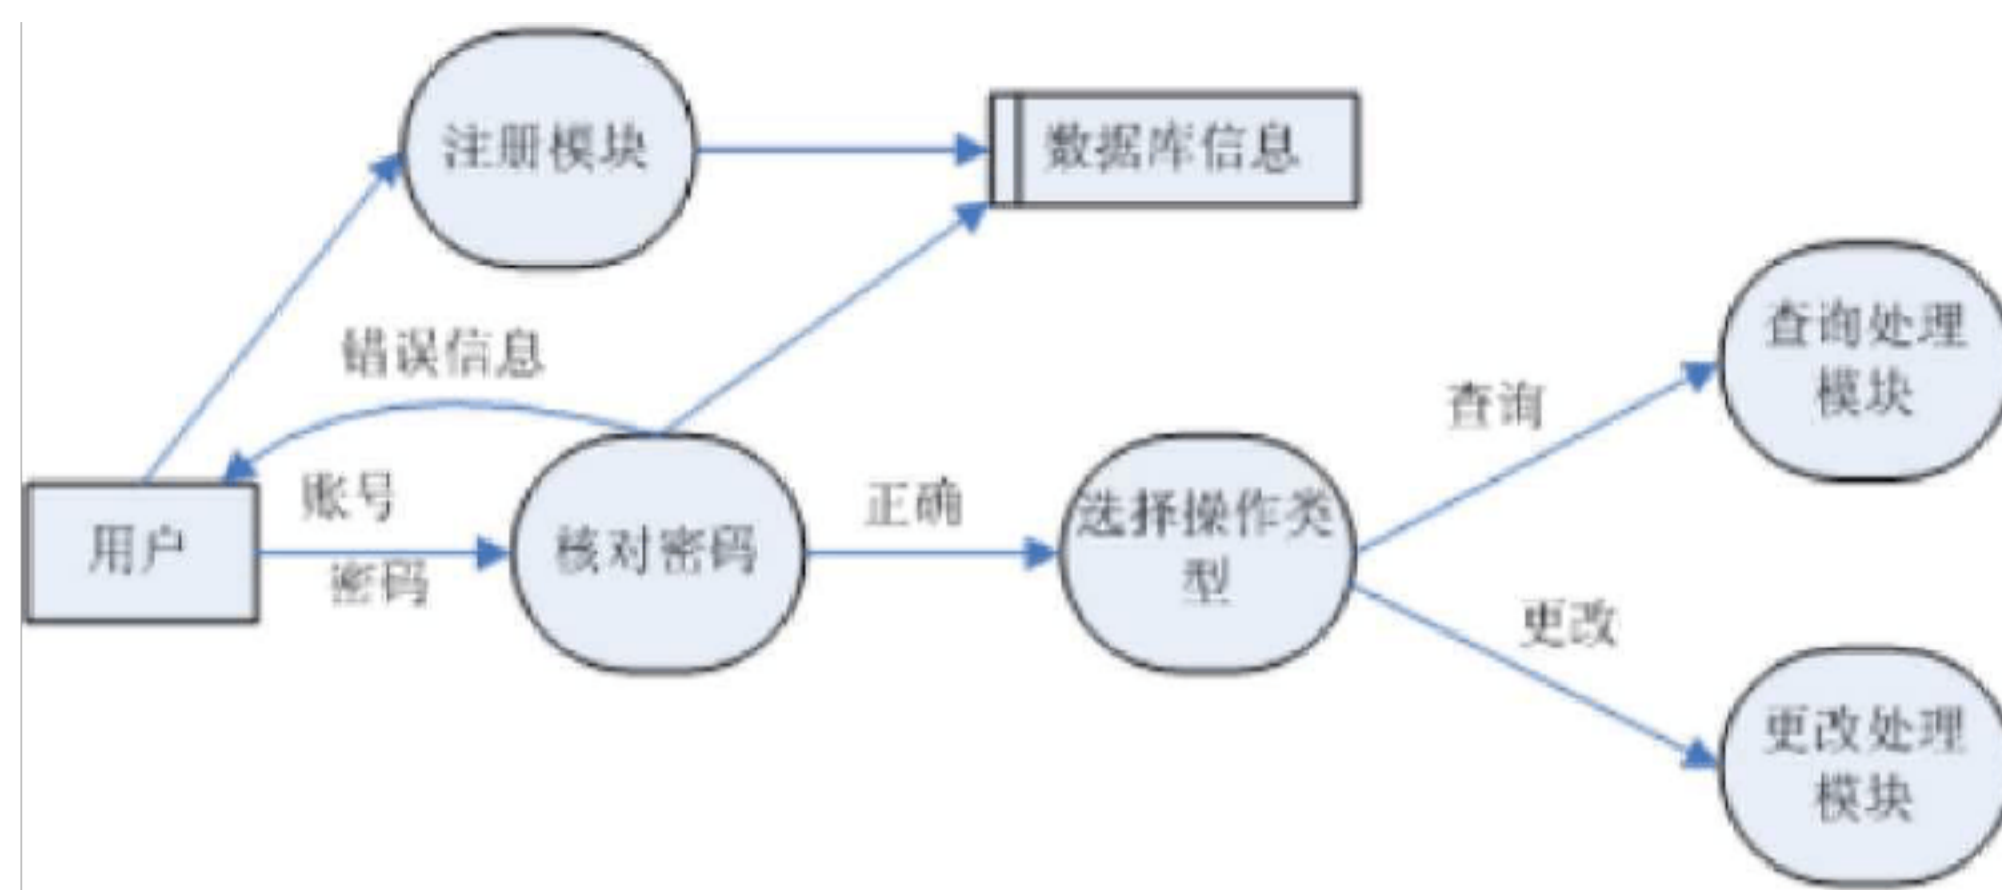 注册模块
数据库信息
错误信息
查询处理
模块
查询
账号
正确
选择操作类
型
用户
核对密码
密码
更改
更改处理
模块